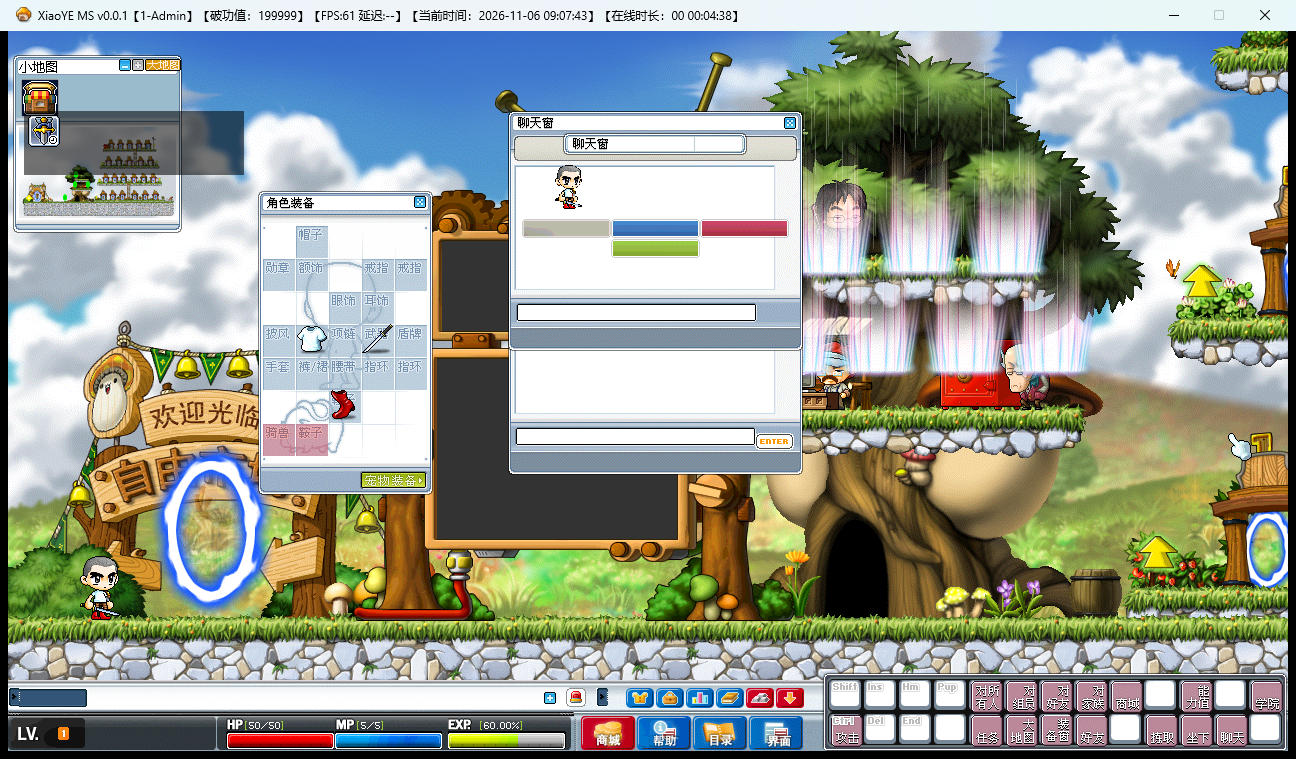 XiaoYE MS v0.0.1【1-Admin】【破功值：199999】【FPS:61 延迟:--】【当前时间：2026-11-06 09:07:43】【在线时长：00 00:04:38】
小地图
大地图
聊天窗
聊天窗
角色装备
帽子
勋章 额饰 戒指 戒指
眼饰 耳饰
披风 项链 武器 盾牌
手套 裤/裙 腰带 指环 指环
骑兽 鞍子
宠物装备
ENTER
欢迎光临
自由
LV. 1
HP [50/50]
MP [5/5]
EXP. [60.00%]
商城
帮助
目录
界面
Shift Ins Hm Pup
对所有人 对组员 对好友 对家族 商城 能力值 学院
Ctrl Del End
攻击 任务 大地图 装备窗 好友 拣取 坐下 聊天